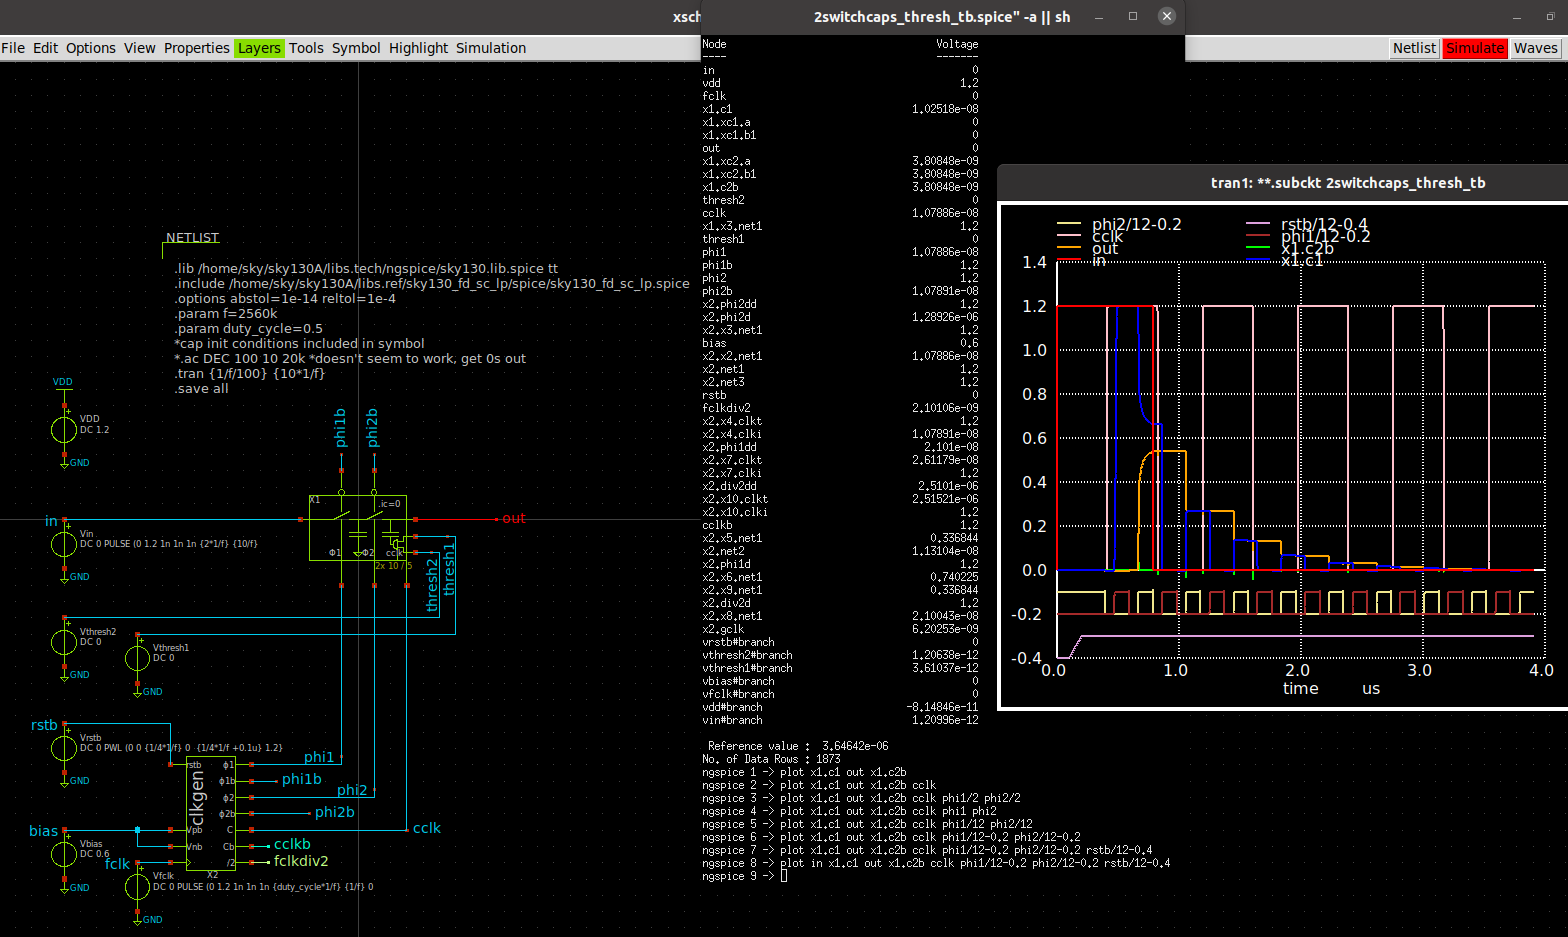 xsch
2switchcaps_thresh_tb.spice" -a || sh
File Edit Options View Properties Layers Tools Symbol Highlight Simulation
Netlist Simulate Waves
NETLIST
.lib /home/sky/sky130A/libs.tech/ngspice/sky130.lib.spice tt
.include /home/sky/sky130A/libs.ref/sky130_fd_sc_lp/spice/sky130_fd_sc_lp.spice
.options abstol=1e-14 reltol=1e-4
.param f=2560k
.param duty_cycle=0.5
*cap init conditions included in symbol
*.ac DEC 100 10 20k *doesn't seem to work, get 0s out
.tran {1/f/100} {10*1/f}
.save all
VDD
VDD
DC 1.2
GND
phi1b
phi2b
X1
.ic=0
in
out
Vin
DC 0 PULSE (0 1.2 1n 1n 1n {2*1/f} {10/f}
GND
ϕ1
ϕ2
cclk
2x 10 / 5
thresh2
thresh1
Vthresh2
DC 0
GND
Vthresh1
DC 0
GND
rstb
Vrstb
DC 0 PWL (0 0 {1/4*1/f} 0 {1/4*1/f +0.1u} 1.2}
GND
clkgen
rstb
ϕ1
phi1
ϕ1b
phi1b
ϕ2
phi2
ϕ2b
phi2b
bias
Vpb
C
cclk
Vbias
DC 0.6
GND
Vnb
Cb
cclkb
fclk
/2
fclkdiv2
X2
Vfclk
DC 0 PULSE (0 1.2 1n 1n 1n {duty_cycle*1/f} {1/f} 0
GND
Node Voltage
---- -------
in 0
vdd 1.2
fclk 0
x1.c1 1.02518e-08
x1.xc1.a 0
x1.xc1.b1 0
out 0
x1.xc2.a 3.80848e-09
x1.xc2.b1 3.80848e-09
x1.c2b 3.80848e-09
thresh2 0
cclk 1.07886e-08
x1.x3.net1 1.2
thresh1 0
phi1 1.07886e-08
phi1b 1.2
phi2 1.2
phi2b 1.07891e-08
x2.phi2dd 1.2
x2.phi2d 1.28926e-06
x2.x3.net1 1.2
bias 0.6
x2.x2.net1 1.07886e-08
x2.net1 1.2
x2.net3 1.2
rstb 0
fclkdiv2 2.10106e-09
x2.x4.clkt 1.2
x2.x4.clki 1.07891e-08
x2.phi1dd 2.101e-08
x2.x7.clkt 2.61179e-08
x2.x7.clki 1.2
x2.div2dd 2.5101e-06
x2.x10.clkt 2.51521e-06
x2.x10.clki 1.2
cclkb 1.2
x2.x5.net1 0.336844
x2.net2 1.13104e-08
x2.phi1d 1.2
x2.x6.net1 0.740225
x2.x9.net1 0.336844
x2.div2d 1.2
x2.x8.net1 2.10043e-08
x2.gclk 6.20253e-09
vrstb#branch 0
vthresh2#branch 1.20638e-12
vthresh1#branch 3.61037e-12
vbias#branch 0
vfclk#branch 0
vdd#branch -8.14846e-11
vin#branch 1.20996e-12
Reference value : 3.64642e-06
No. of Data Rows : 1873
ngspice 1 -> plot x1.c1 out x1.c2b
ngspice 2 -> plot x1.c1 out x1.c2b cclk
ngspice 3 -> plot x1.c1 out x1.c2b cclk phi1/2 phi2/2
ngspice 4 -> plot x1.c1 out x1.c2b cclk phi1 phi2
ngspice 5 -> plot x1.c1 out x1.c2b cclk phi1/12 phi2/12
ngspice 6 -> plot x1.c1 out x1.c2b cclk phi1/12-0.2 phi2/12-0.2
ngspice 7 -> plot x1.c1 out x1.c2b cclk phi1/12-0.2 phi2/12-0.2 rstb/12-0.4
ngspice 8 -> plot in x1.c1 out x1.c2b cclk phi1/12-0.2 phi2/12-0.2 rstb/12-0.4
ngspice 9 ->
tran1: **.subckt 2switchcaps_thresh_tb
phi2/12-0.2 rstb/12-0.4
cclk phi1/12-0.2
out x1.c2b
in x1.c1
1.4
1.2
1.0
0.8
0.6
0.4
0.2
0.0
-0.2
-0.4
0.0 1.0 2.0 3.0 4.0
time us